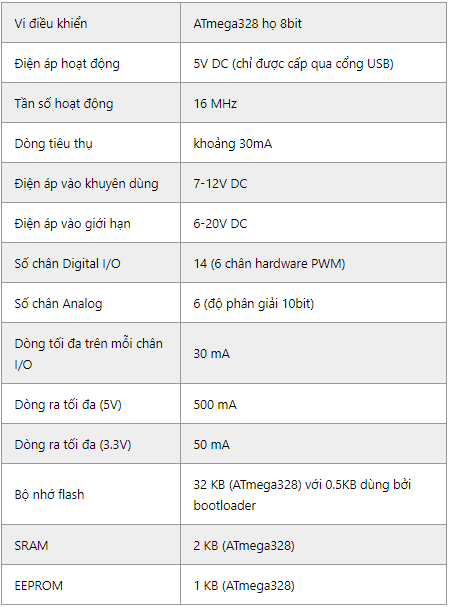 Vi điều khiển
ATmega328 họ 8bit
Điện áp hoạt động
5V DC (chỉ được cấp qua cổng USB)
Tần số hoạt động
16 MHz
Dòng tiêu thụ
khoảng 30mA
Điện áp vào khuyên dùng
7-12V DC
Điện áp vào giới hạn
6-20V DC
Số chân Digital I/O
14 (6 chân hardware PWM)
Số chân Analog
6 (độ phân giải 10bit)
Dòng tối đa trên mỗi chân
I/O
30 mA
Dòng ra tối đa (5V)
500 mA
Dòng ra tối đa (3.3V)
50 mA
Bộ nhớ flash
32 KB (ATmega328) với 0.5KB dùng bởi
bootloader
SRAM
2 KB (ATmega328)
EEPROM
1 KB (ATmega328)